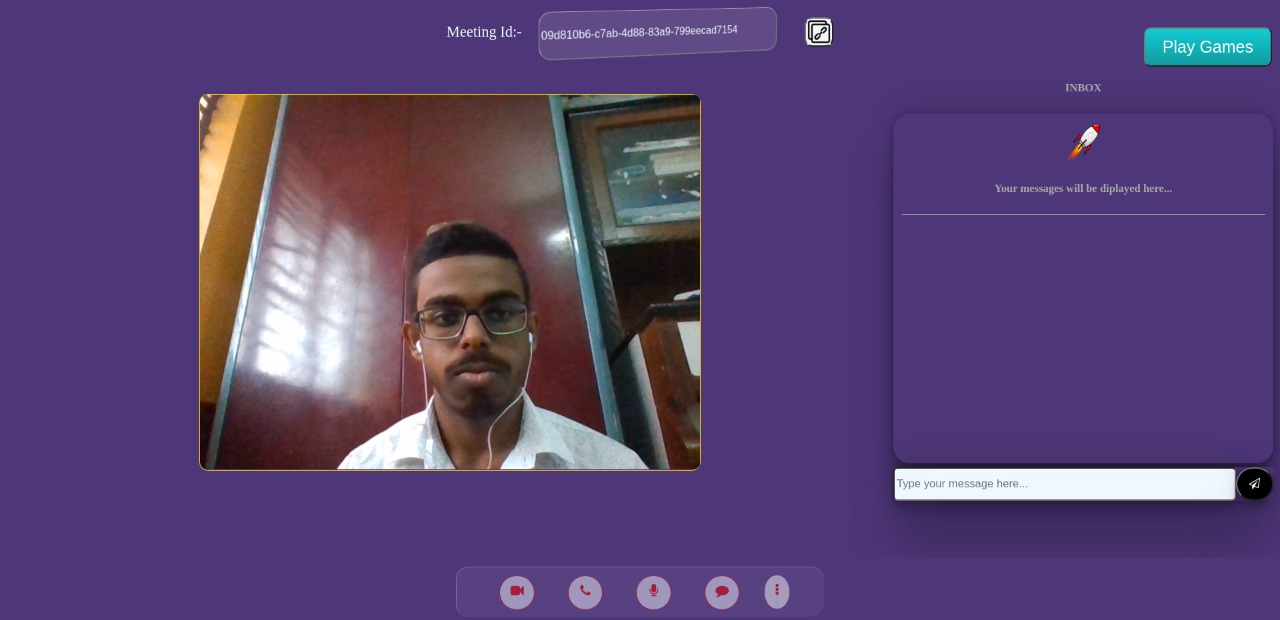 Meeting Id:-
09d810b6-c7ab-4d88-83a9-799eecad7154
Play Games
INBOX
Your messages will be diplayed here...
Type your message here...